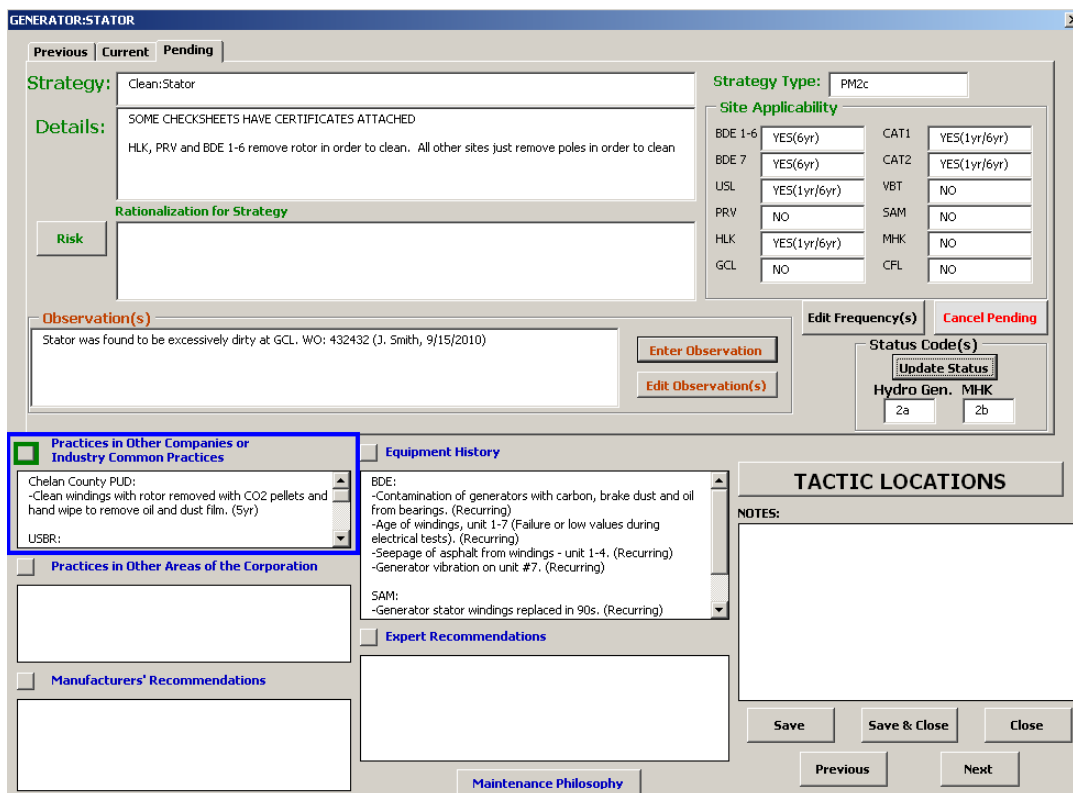 GENERATOR:STATOR
Previous Current Pending
Strategy: Clean:Stator
Strategy Type: PM2c
Details: SOME CHECKSHEETS HAVE CERTIFICATES ATTACHED
HLK, PRV and BDE 1-6 remove rotor in order to clean. All other sites just remove poles in order to clean
Site Applicability
BDE 1-6 YES(6yr) CAT1 YES(1yr/6yr)
BDE 7 YES(6yr) CAT2 YES(1yr/6yr)
USL YES(1yr/6yr) VBT NO
PRV NO SAM NO
HLK YES(1yr/6yr) MHK NO
GCL NO CFL NO
Rationalization for Strategy
Risk
Observation(s)
Stator was found to be excessively dirty at GCL. WO: 432432 (J. Smith, 9/15/2010)
Enter Observation
Edit Observation(s)
Edit Frequency(s) Cancel Pending
Status Code(s)
Update Status
Hydro Gen. MHK
2a 2b
Practices in Other Companies or
Industry Common Practices
Chelan County PUD:
-Clean windings with rotor removed with CO2 pellets and
hand wipe to remove oil and dust film. (5yr)
USBR:
Practices in Other Areas of the Corporation
Manufacturers' Recommendations
Equipment History
BDE:
-Contamination of generators with carbon, brake dust and oil
from bearings. (Recurring)
-Age of windings, unit 1-7 (Failure or low values during
electrical tests). (Recurring)
-Seepage of asphalt from windings - unit 1-4. (Recurring)
-Generator vibration on unit #7. (Recurring)
SAM:
-Generator stator windings replaced in 90s. (Recurring)
Expert Recommendations
Maintenance Philosophy
TACTIC LOCATIONS
NOTES:
Save Save & Close Close
Previous Next